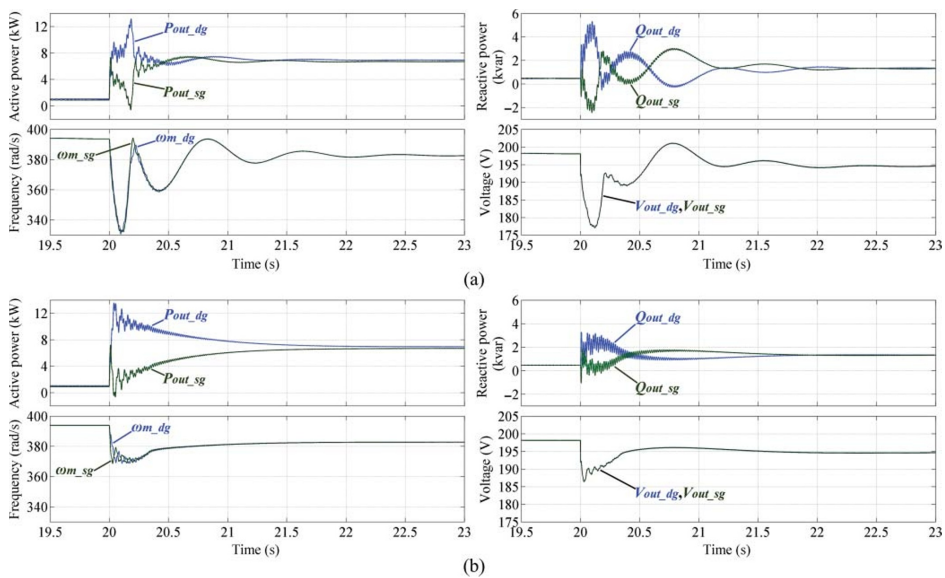 Active power (kW)
12
8
4
0
Pout_dg
Pout_sg
Frequency (rad/s)
400
380
360
340
ωm_sg
ωm_dg
19.5 20 20.5 21 21.5 22 22.5 23
Time (s)
Reactive power
(kvar)
6
4
2
0
−2
Qout_dg
Qout_sg
Voltage (V)
205
200
195
190
185
180
175
Vout_dg,Vout_sg
19.5 20 20.5 21 21.5 22 22.5 23
Time (s)
(a)
Active power (kW)
12
8
4
0
Pout_dg
Pout_sg
Frequency (rad/s)
400
380
360
340
ωm_dg
ωm_sg
19.5 20 20.5 21 21.5 22 22.5 23
Time (s)
Reactive power
(kvar)
6
4
2
0
−2
Qout_dg
Qout_sg
Voltage (V)
205
200
195
190
185
180
175
Vout_dg,Vout_sg
19.5 20 20.5 21 21.5 22 22.5 23
Time (s)
(b)